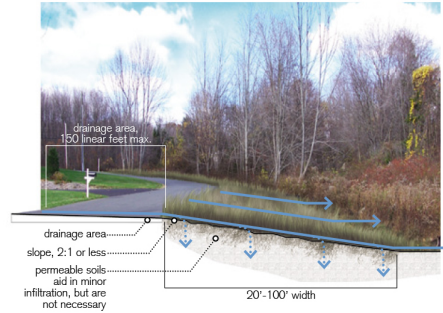 drainage area,
150 linear feet max.
drainage area
slope, 2:1 or less
permeable soils
aid in minor
infiltration, but are
not necessary
20'-100' width